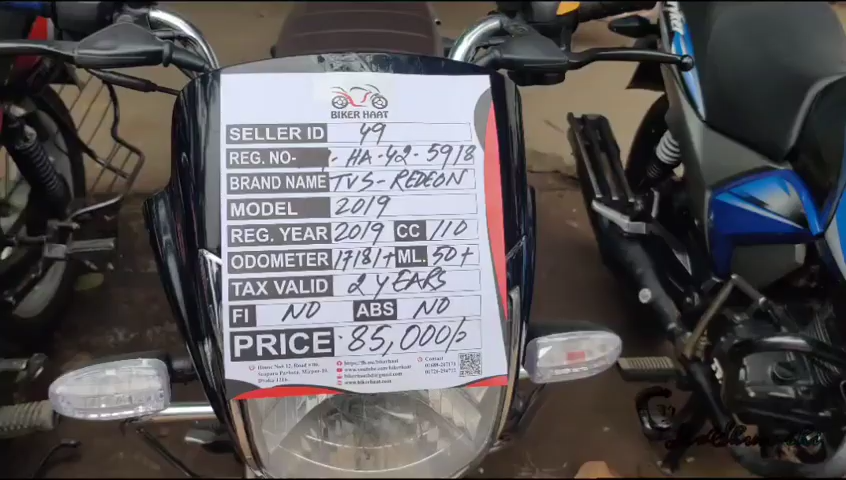 BIKER HAAT
SELLER ID 49
REG. NO- - HA-42-5918
BRAND NAME TVS-REDEON
MODEL 2019
REG. YEAR 2019 CC 110
ODOMETER 17181+ ML. 50+
TAX VALID 2 YEARS
FI NO ABS NO
PRICE 85,000/-